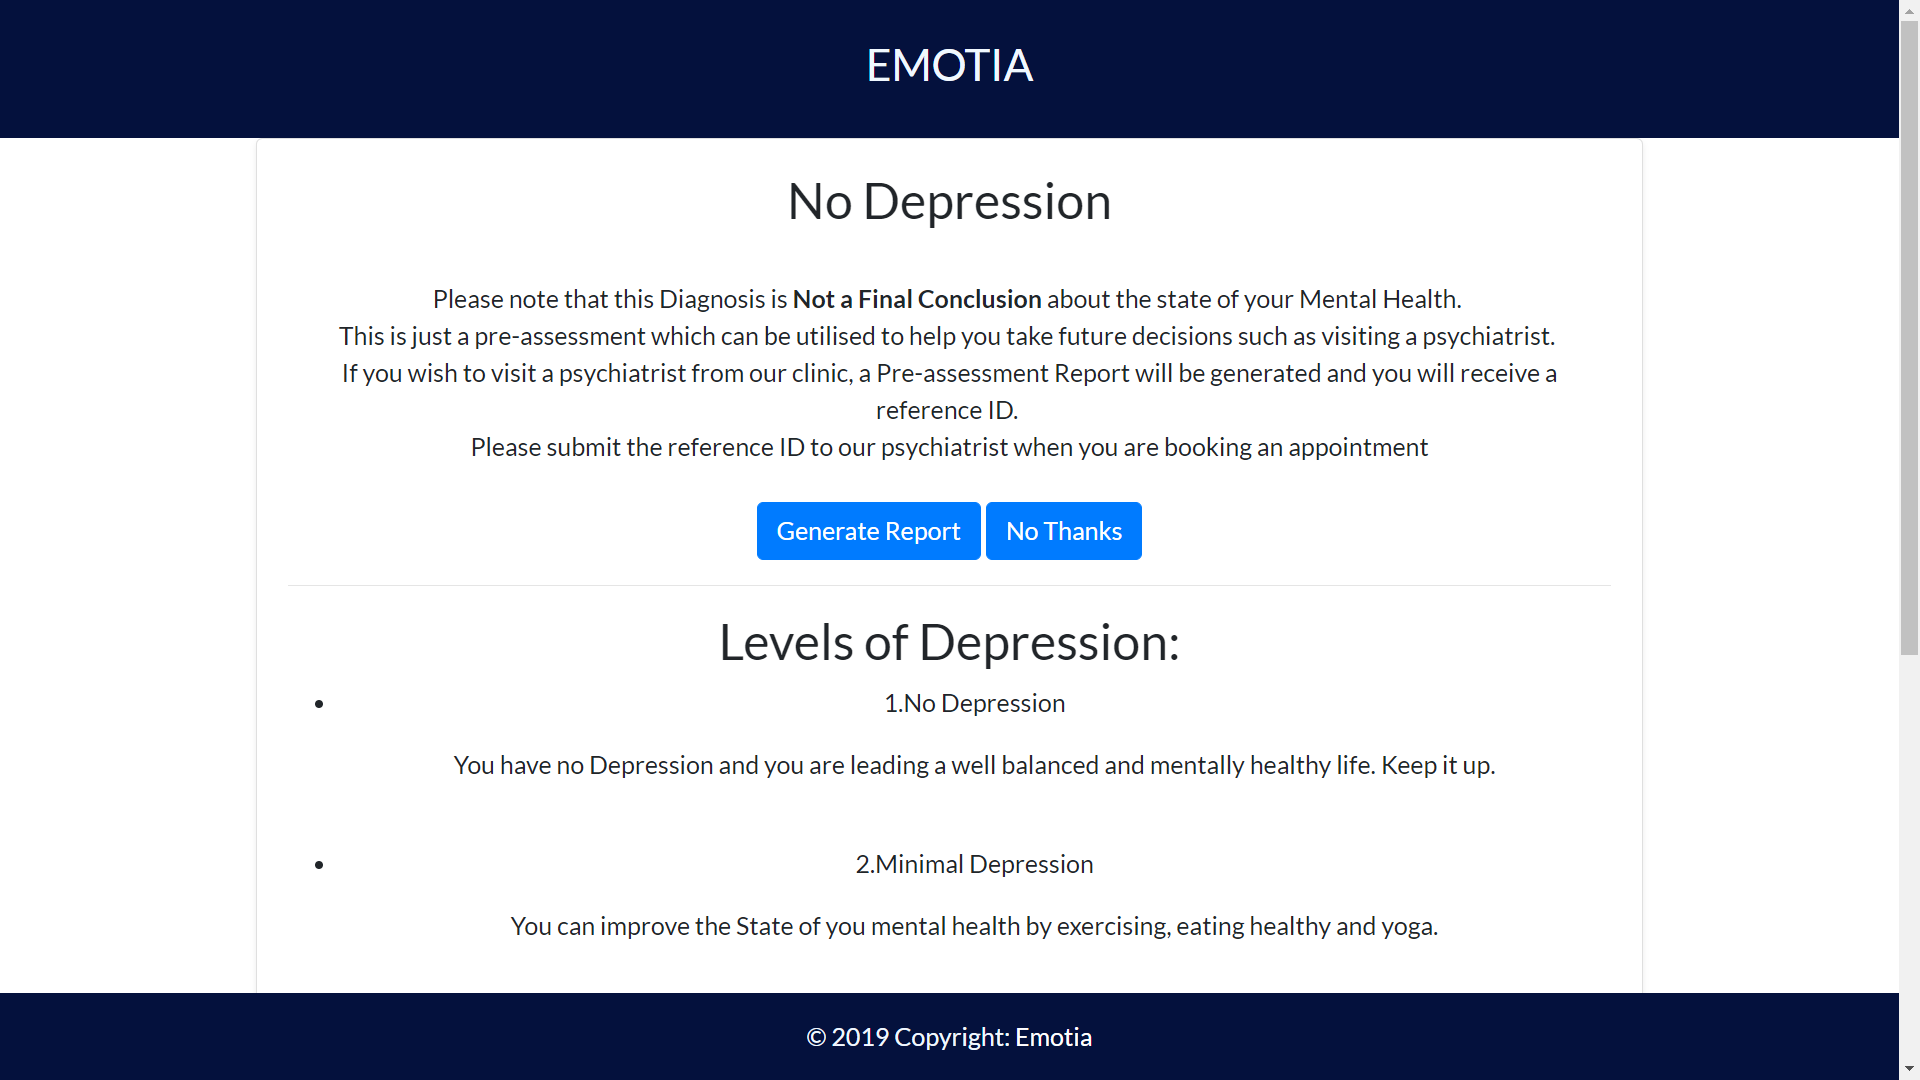 EMOTIA
No Depression
Please note that this Diagnosis is Not a Final Conclusion about the state of your Mental Health.
This is just a pre-assessment which can be utilised to help you take future decisions such as visiting a psychiatrist.
If you wish to visit a psychiatrist from our clinic, a Pre-assessment Report will be generated and you will receive a
reference ID.
Please submit the reference ID to our psychiatrist when you are booking an appointment
Generate Report No Thanks
Levels of Depression:
• 1.No Depression
You have no Depression and you are leading a well balanced and mentally healthy life. Keep it up.
• 2.Minimal Depression
You can improve the State of you mental health by exercising, eating healthy and yoga.
© 2019 Copyright: Emotia